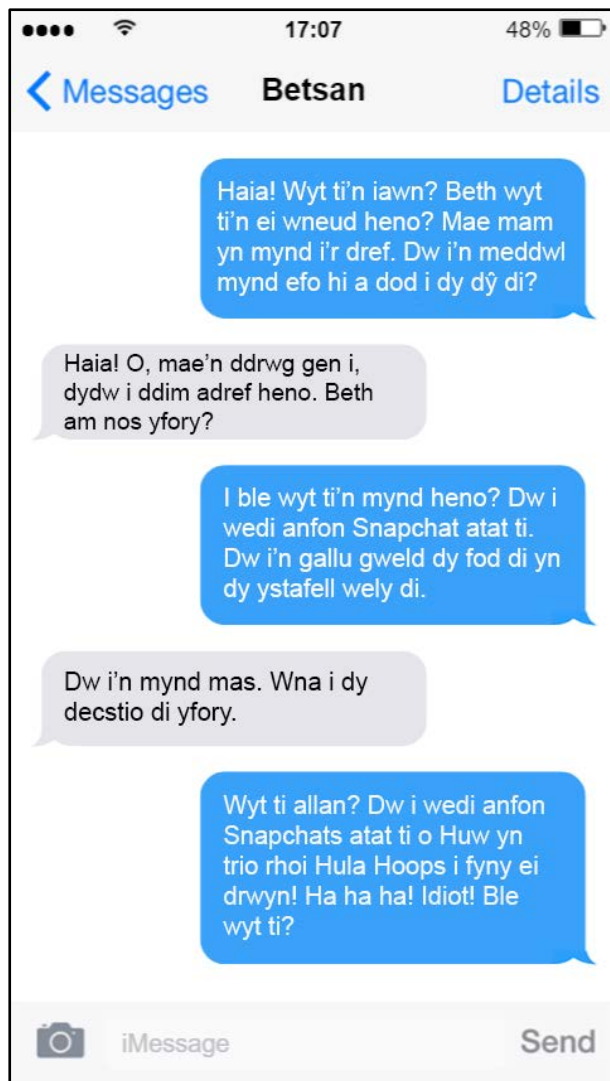 17:07
48%
Messages
Betsan
Details
Haia! Wyt ti'n iawn? Beth wyt
ti'n ei wneud heno? Mae mam
yn mynd i'r dref. Dw i'n meddwl
mynd efo hi a dod i dy dŷ di?
Haia! O, mae'n ddrwg gen i,
dydw i ddim adref heno. Beth
am nos yfory?
I ble wyt ti'n mynd heno? Dw i
wedi anfon Snapchat atat ti.
Dw i'n gallu gweld dy fod di yn
dy ystafell wely di.
Dw i'n mynd mas. Wna i dy
decstio di yfory.
Wyt ti allan? Dw i wedi anfon
Snapchats atat ti o Huw yn
trio rhoi Hula Hoops i fyny ei
drwyn! Ha ha ha! Idiot! Ble
wyt ti?
iMessage
Send